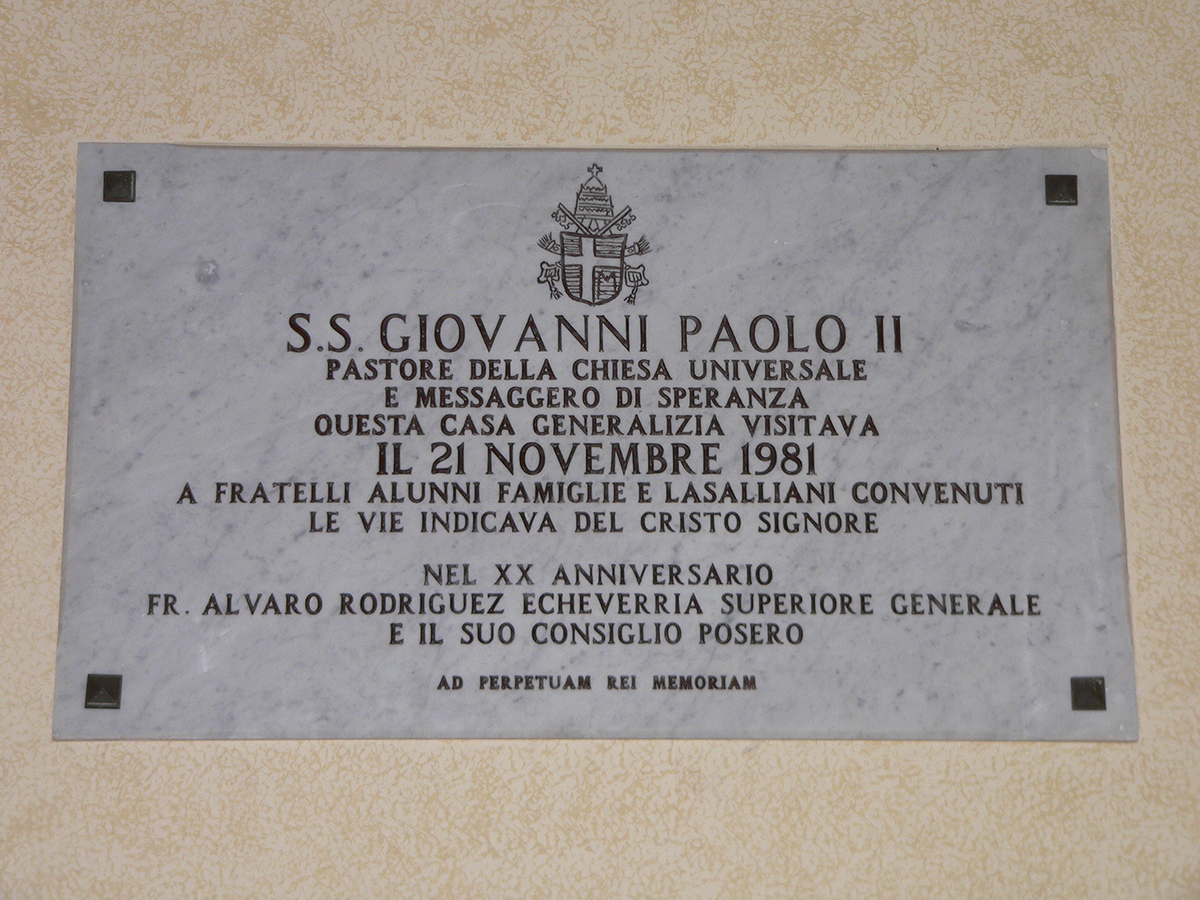 S.S. GIOVANNI PAOLO II
PASTORE DELLA CHIESA UNIVERSALE
E MESSAGGERO DI SPERANZA
QUESTA CASA GENERALIZIA VISITAVA
IL 21 NOVEMBRE 1981
A FRATELLI ALUNNI FAMIGLIE E LASALLIANI CONVENUTI
LE VIE INDICAVA DEL CRISTO SIGNORE
NEL XX ANNIVERSARIO
FR. ALVARO RODRIGUEZ ECHEVERRIA SUPERIORE GENERALE
E IL SUO CONSIGLIO POSERO
AD PERPETUAM REI MEMORIAM